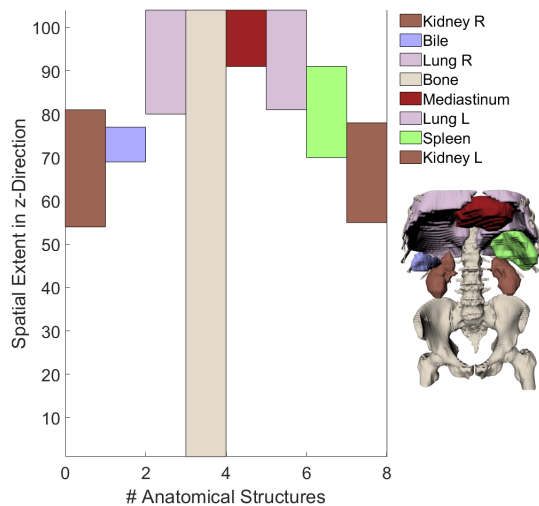 Spatial Extent in z-Direction
100
90
80
70
60
50
40
30
20
10
0
2
4
6
8
# Anatomical Structures
Kidney R
Bile
Lung R
Bone
Mediastinum
Lung L
Spleen
Kidney L